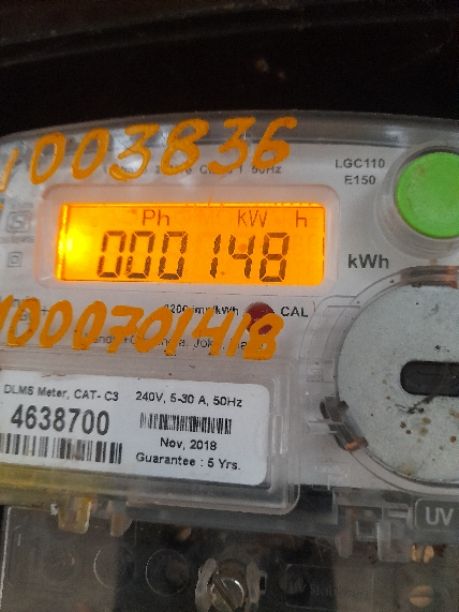 1003836
50Hz
LGC110
E150
Ph kW h
000148
kWh
CAL
DLMS Meter, CAT- C3 240V, 5-30 A, 50Hz
4638700
Nov, 2018
Guarantee : 5 Yrs.
UV